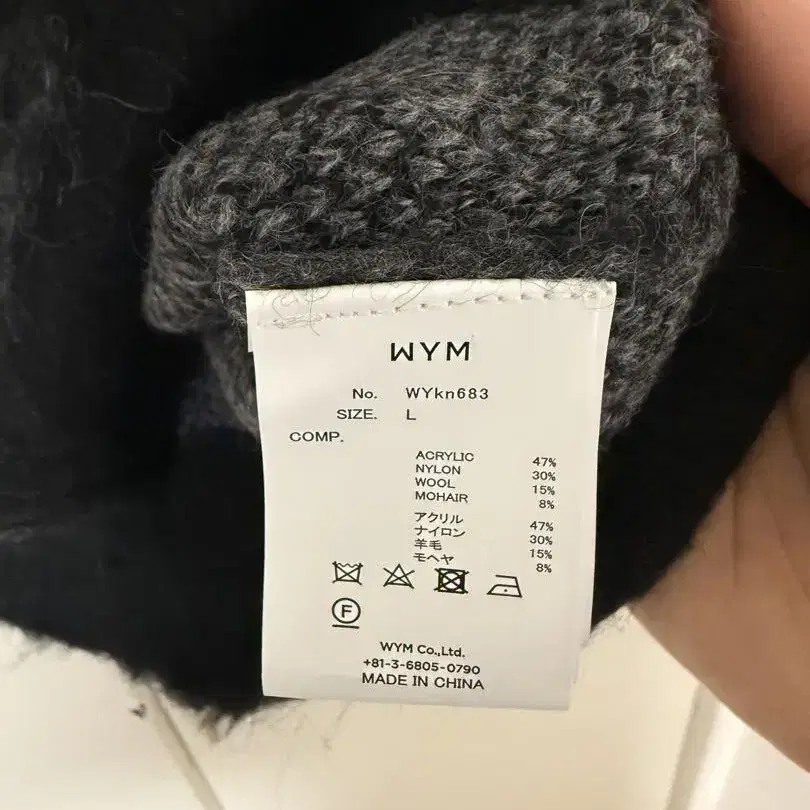 WYM
No. WYkn683
SIZE. L
COMP.
ACRYLIC 47%
NYLON 30%
WOOL 15%
MOHAIR 8%
アクリル 47%
ナイロン 30%
羊毛 15%
モヘヤ 8%
F
WYM Co.,Ltd.
+81-3-6805-0790
MADE IN CHINA